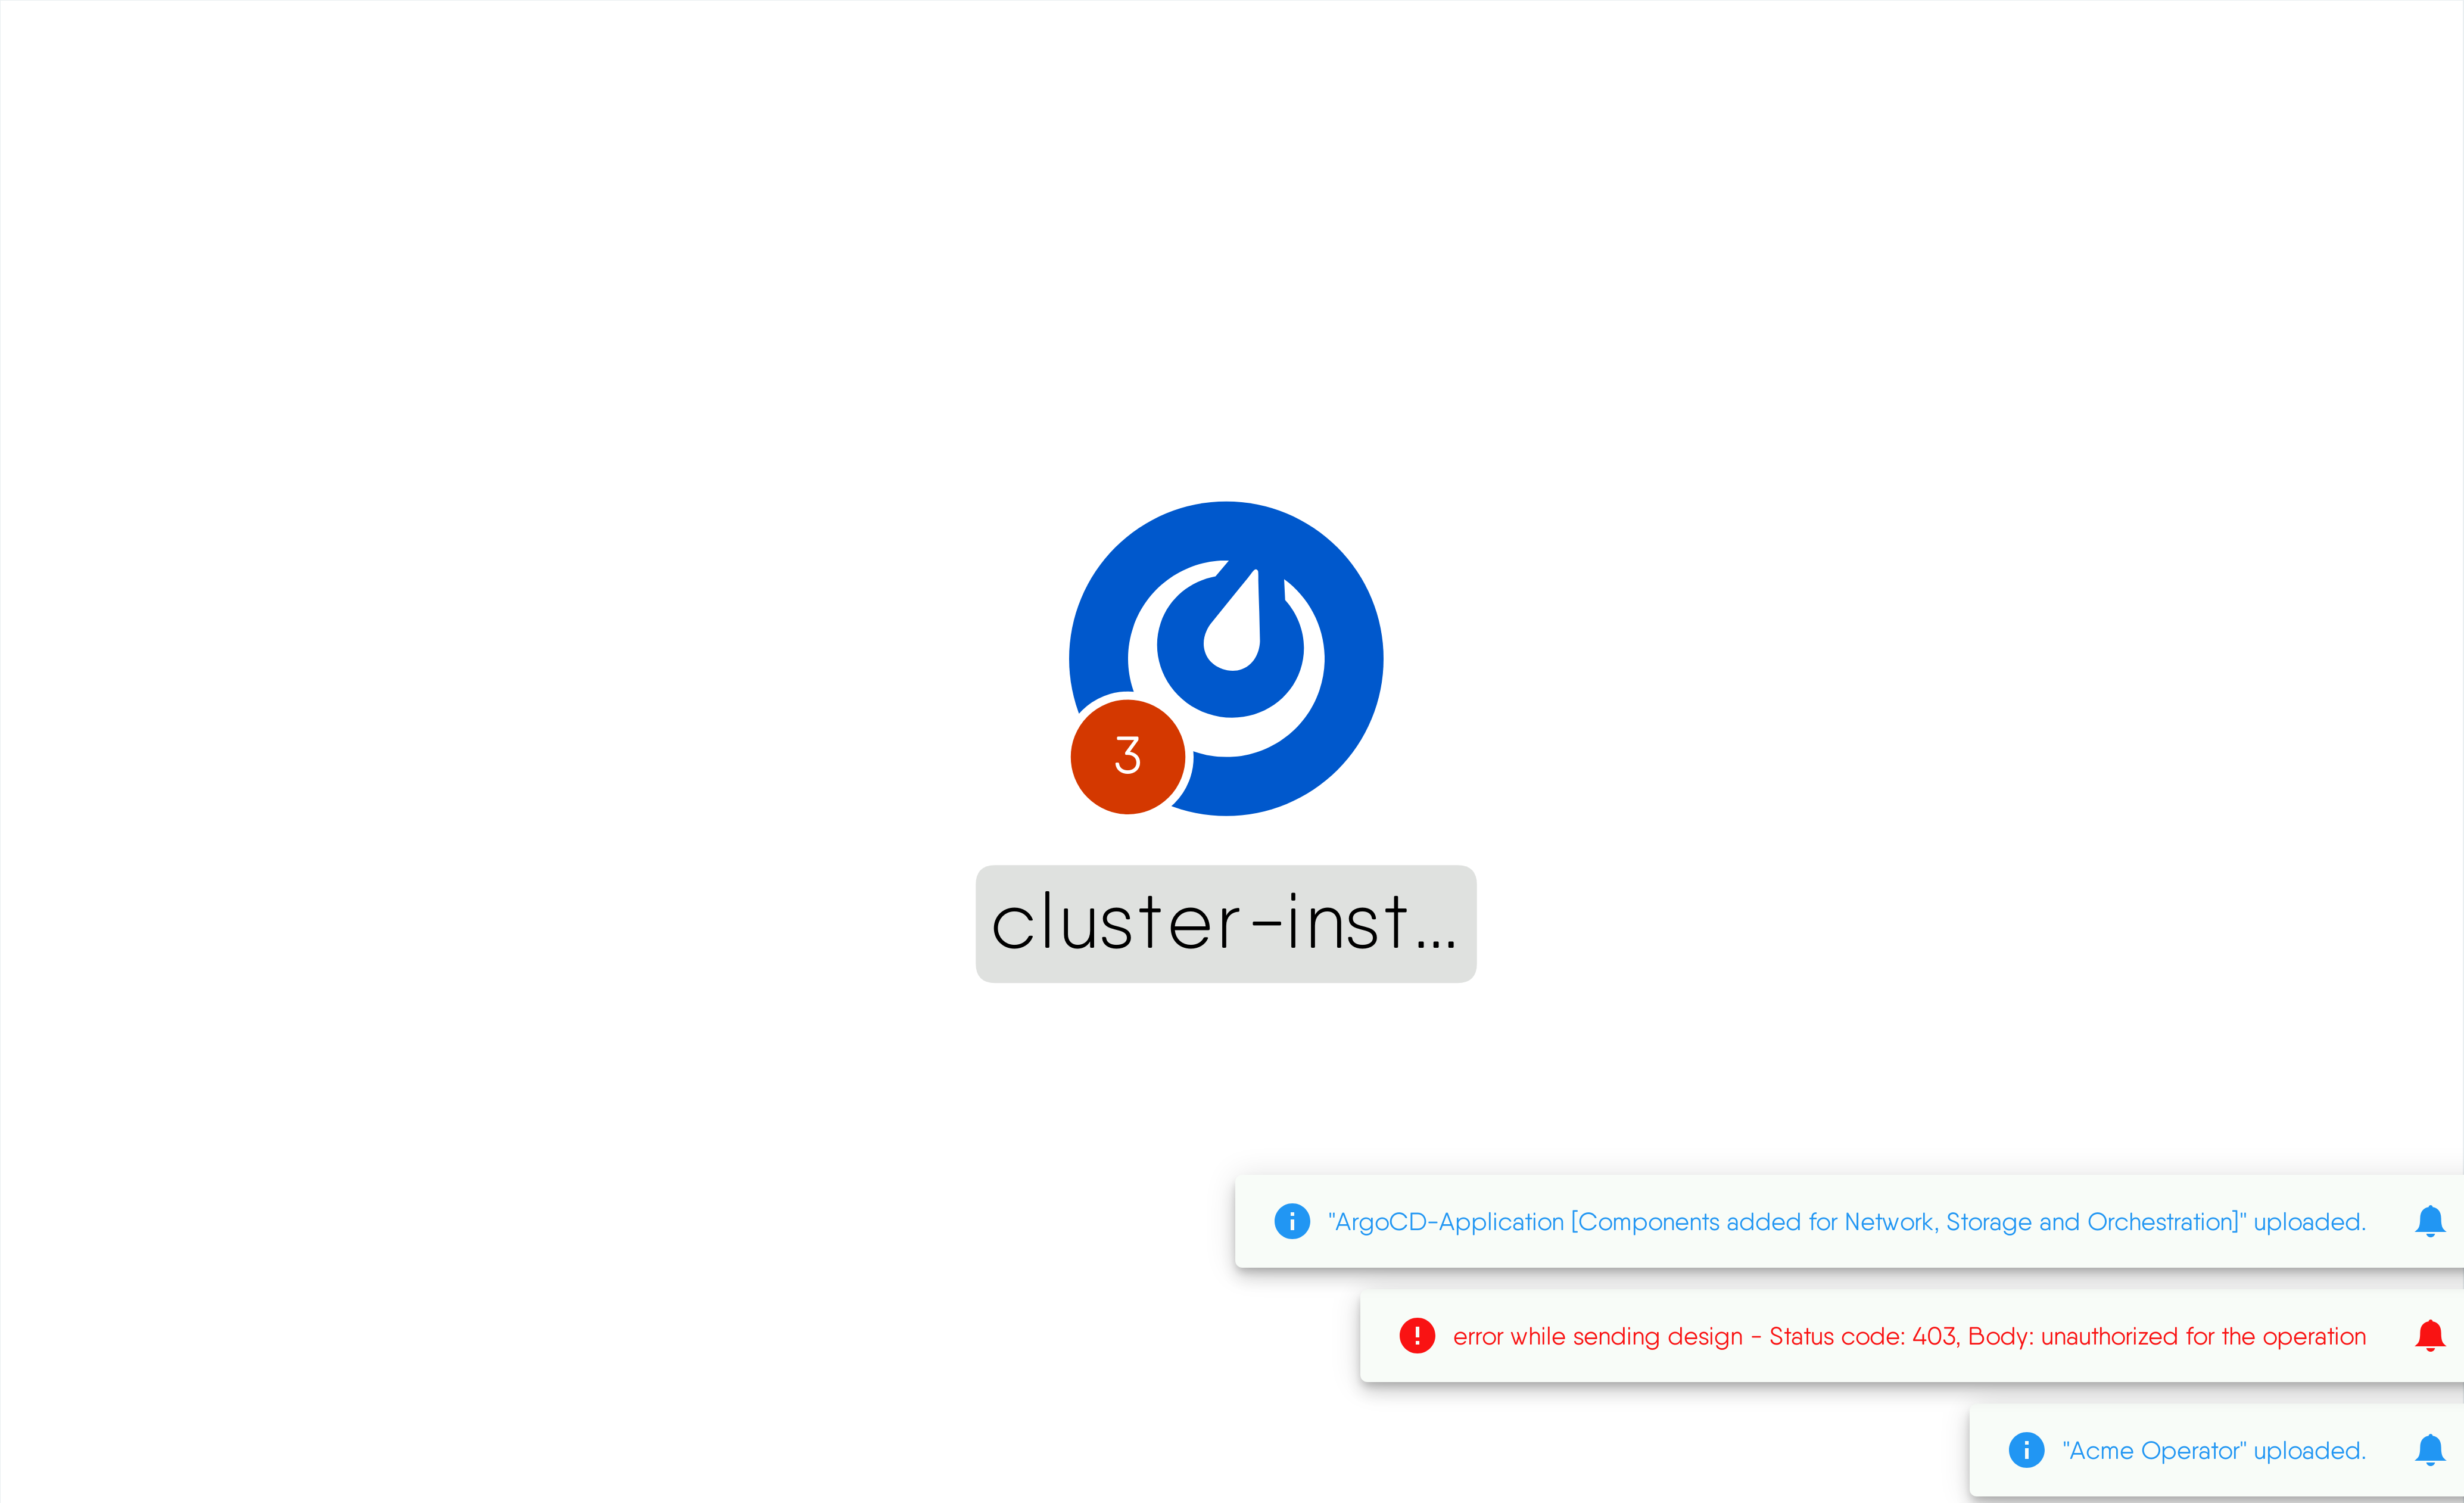 3
cluster-inst...
"ArgoCD-Application [Components added for Network, Storage and Orchestration]" uploaded.
error while sending design - Status code: 403, Body: unauthorized for the operation
"Acme Operator" uploaded.